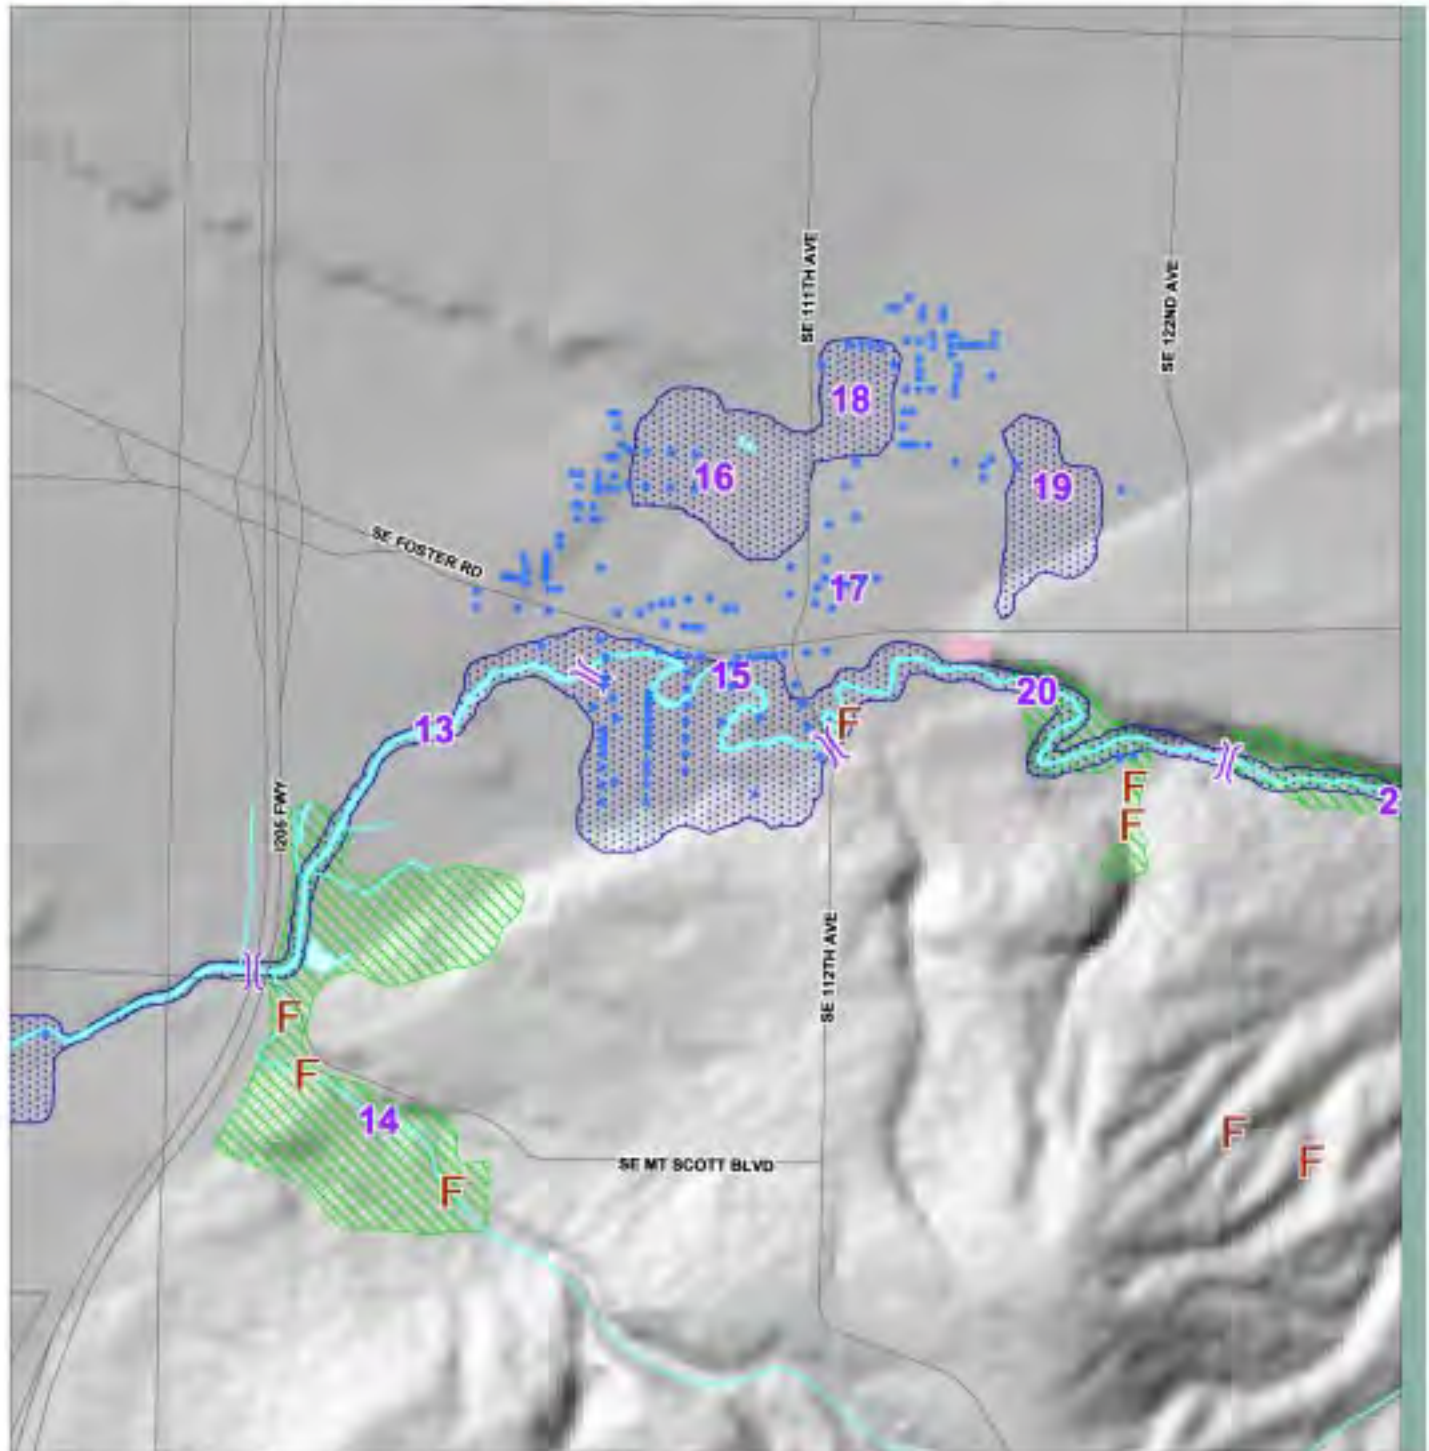 SE 111TH AVE
SE 122ND AVE
18
16
19
SE FOSTER RD
17
15
20
13
F
F
F
2
I205 FWY
SE 112TH AVE
F
F
14
F
F
F
SE MT SCOTT BLVD